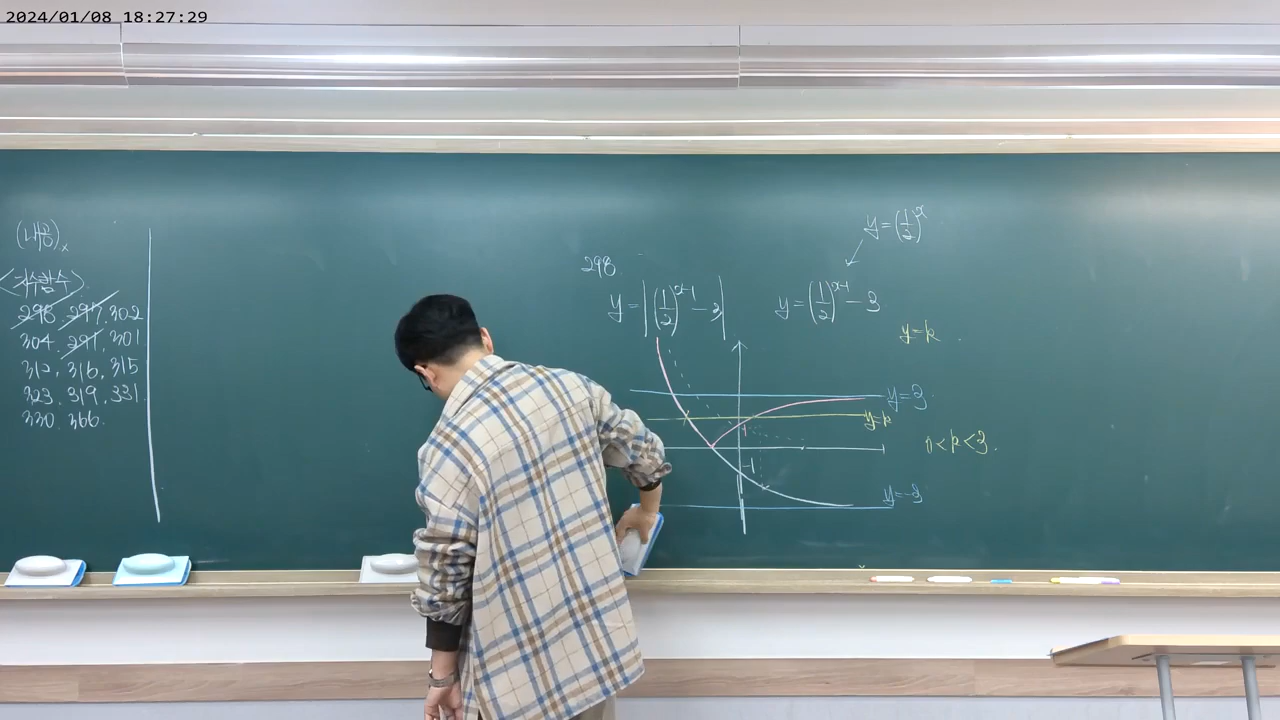 2024/01/08 18:27:29
(내공)x
<지수함수>
298, 297, 302
304, 291, 301
312, 316, 315
323, 319, 331
330, 366
298
y=(1/2)^x
y=|(1/2)^(x-1)-3|
y=(1/2)^(x-1)-3
y=k
y=3
y=k
-1
0<k<3.
y=-3